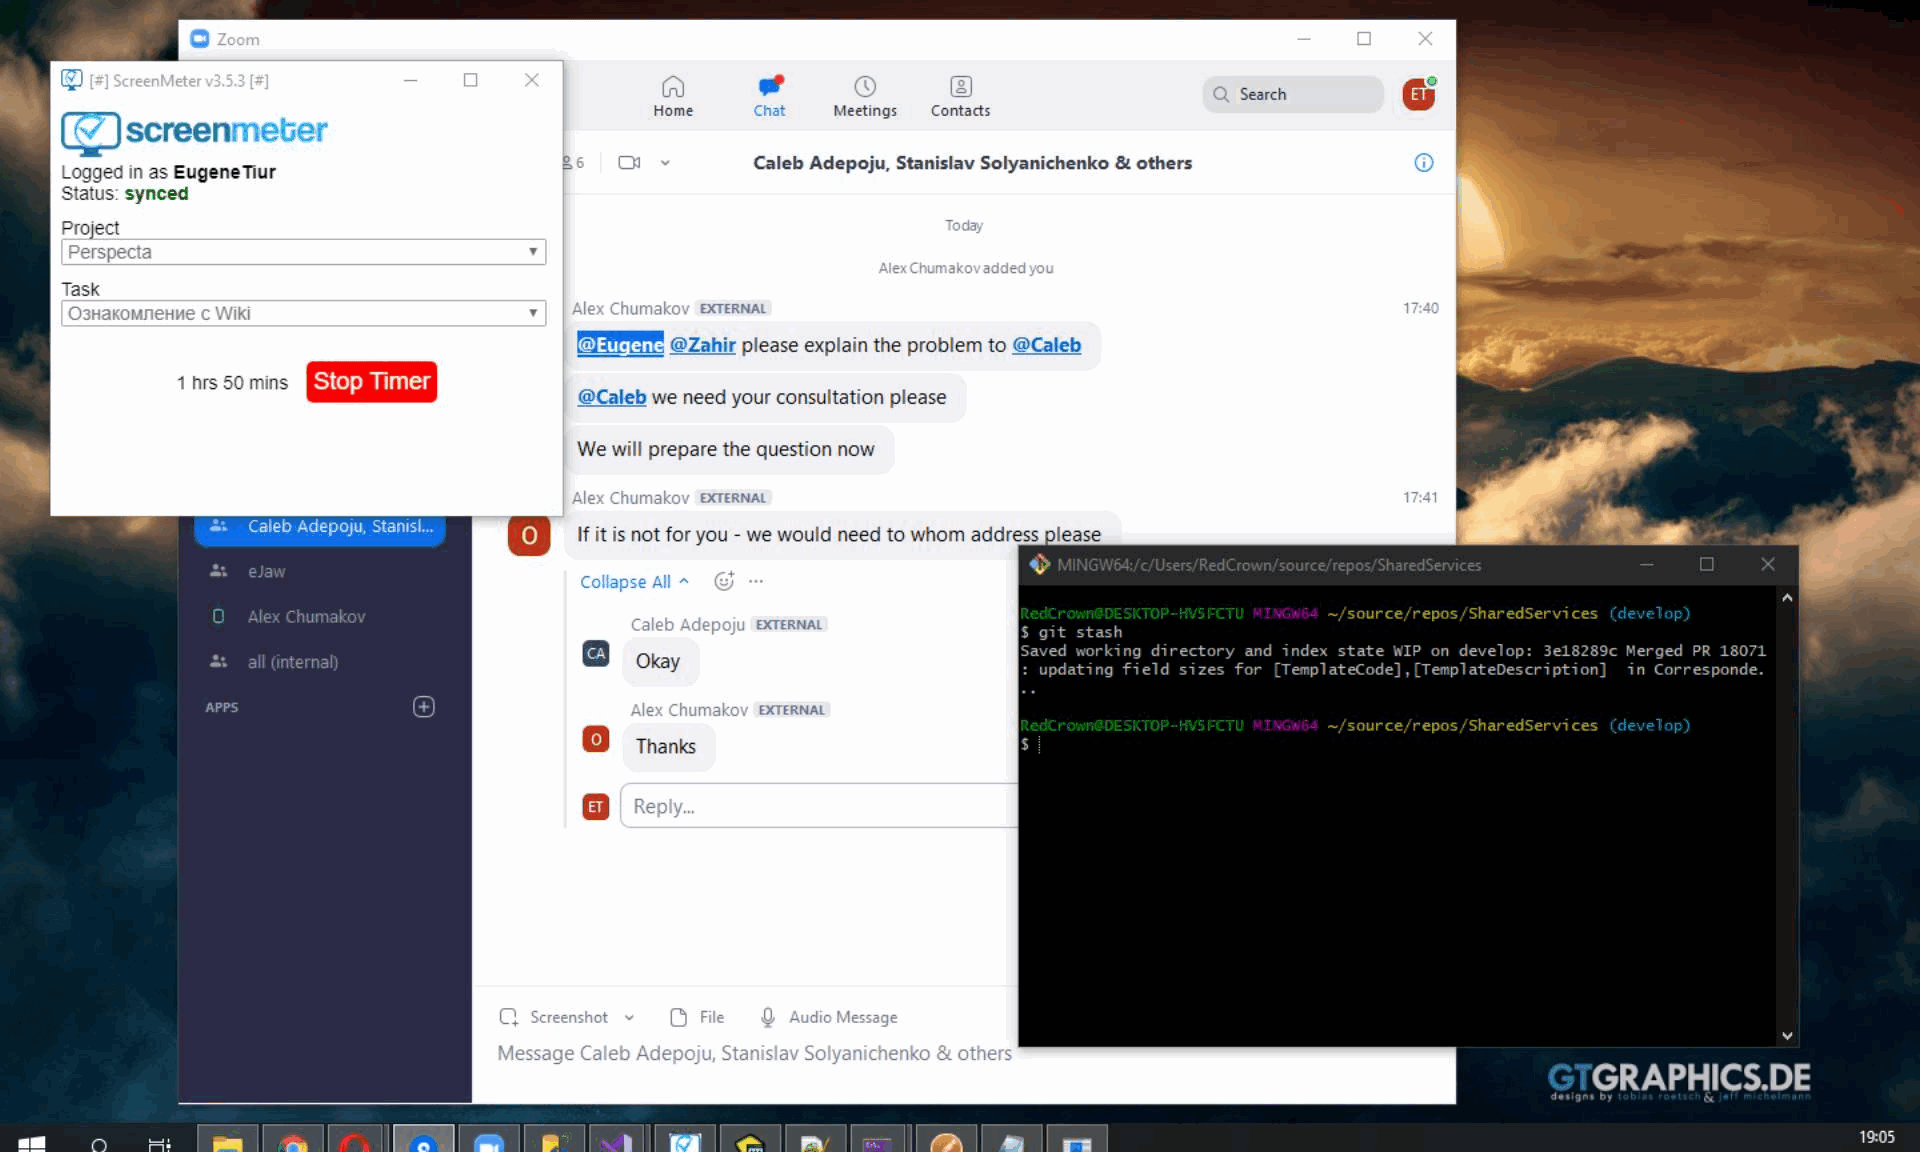 Zoom
[#] ScreenMeter v3.5.3 [#]
screenmeter
Logged in as EugeneTiur
Status: synced
Project
Perspecta
Task
Ознакомление с Wiki
1 hrs 50 mins
Stop Timer
Home
Chat
Meetings
Contacts
Search
ET
6
Caleb Adepoju, Stanislav Solyanichenko & others
Today
Alex Chumakov added you
Alex Chumakov EXTERNAL
17:40
@Eugene @Zahir please explain the problem to @Caleb
@Caleb we need your consultation please
We will prepare the question now
Alex Chumakov EXTERNAL
17:41
O
If it is not for you - we would need to whom address please
Collapse All
Caleb Adepoju EXTERNAL
CA
Okay
Alex Chumakov EXTERNAL
O
Thanks
ET
Reply...
Caleb Adepoju, Stanisl...
eJaw
Alex Chumakov
all (internal)
APPS
Screenshot
File
Audio Message
Message Caleb Adepoju, Stanislav Solyanichenko & others
MINGW64:/c/Users/RedCrown/source/repos/SharedServices
RedCrown@DESKTOP-HV5FCTU MINGW64 ~/source/repos/SharedServices (develop)
$ git stash
Saved working directory and index state WIP on develop: 3e18289c Merged PR 18071
: updating field sizes for [TemplateCode],[TemplateDescription]  in Corresponde.
..
RedCrown@DESKTOP-HV5FCTU MINGW64 ~/source/repos/SharedServices (develop)
$
GTGRAPHICS.DE
designs by tobias roetsch & jeff michelmann
19:05